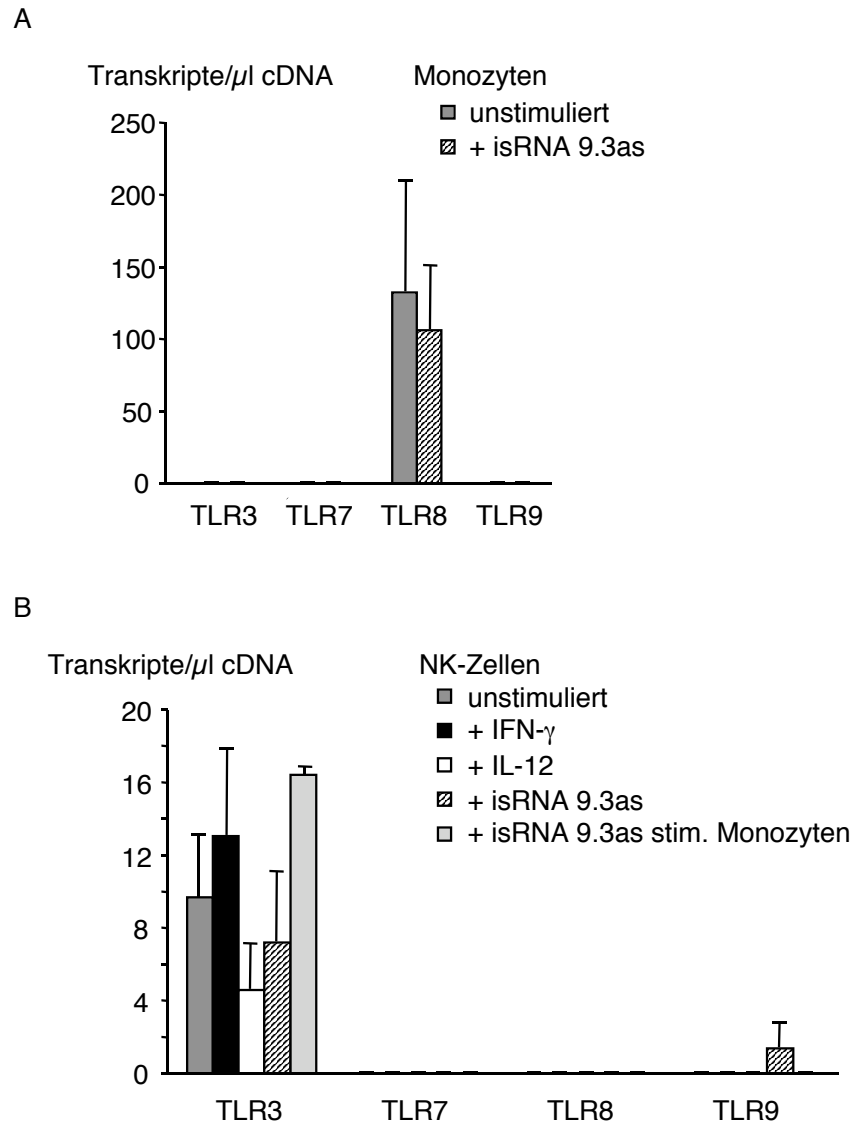 A
Transkripte/µl cDNA
Monozyten
unstimuliert
+ isRNA 9.3as
250
200
150
100
50
0
TLR3 TLR7 TLR8 TLR9
B
Transkripte/µl cDNA
NK-Zellen
unstimuliert
+ IFN-γ
+ IL-12
+ isRNA 9.3as
+ isRNA 9.3as stim. Monozyten
20
16
12
8
4
0
TLR3 TLR7 TLR8 TLR9